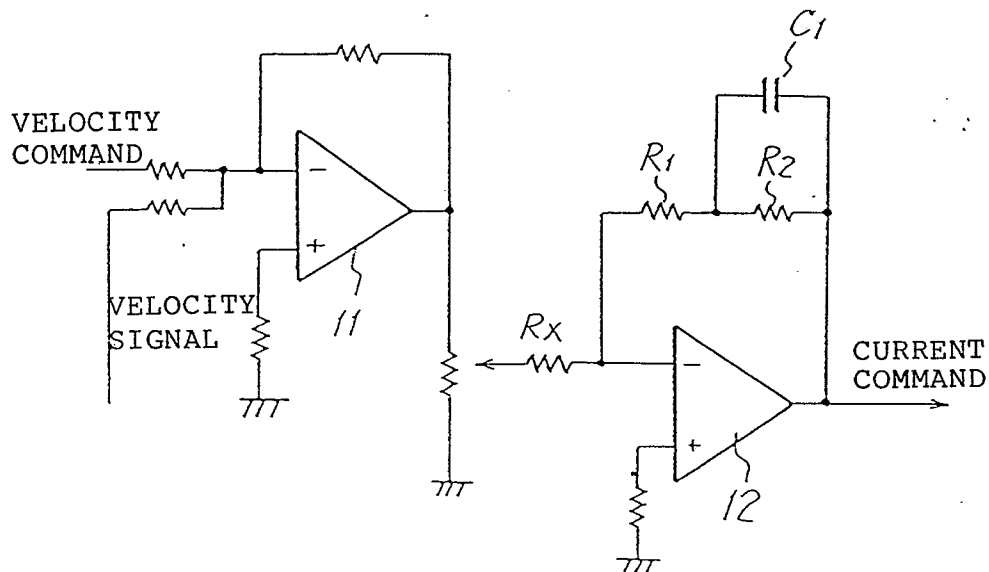 C1
VELOCITY
COMMAND
R1
R2
−
+
11
VELOCITY
SIGNAL
RX
−
+
12
CURRENT
COMMAND